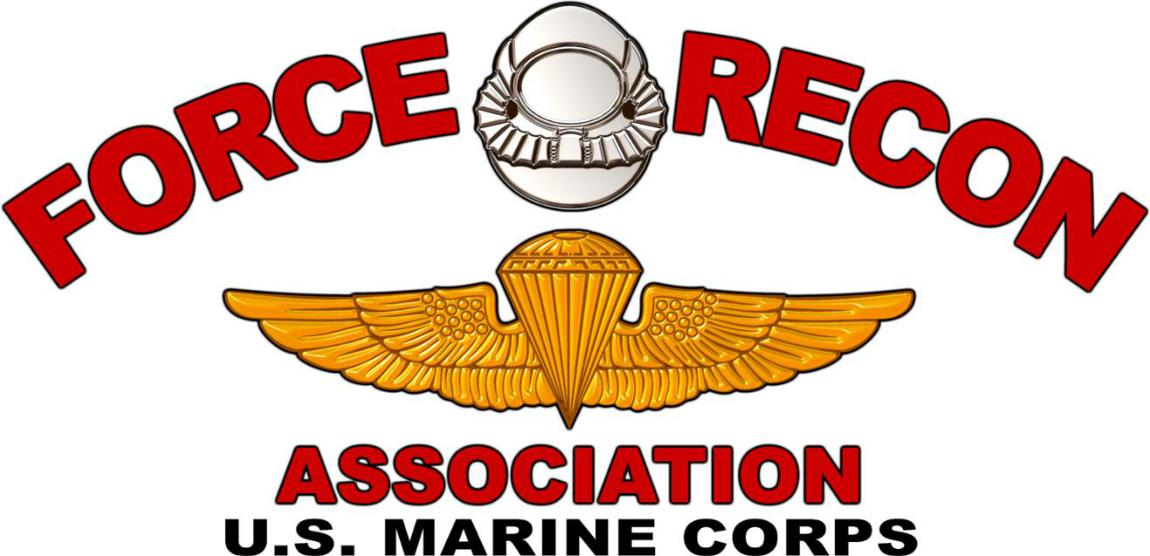 FORCE RECON
ASSOCIATION
U.S. MARINE CORPS